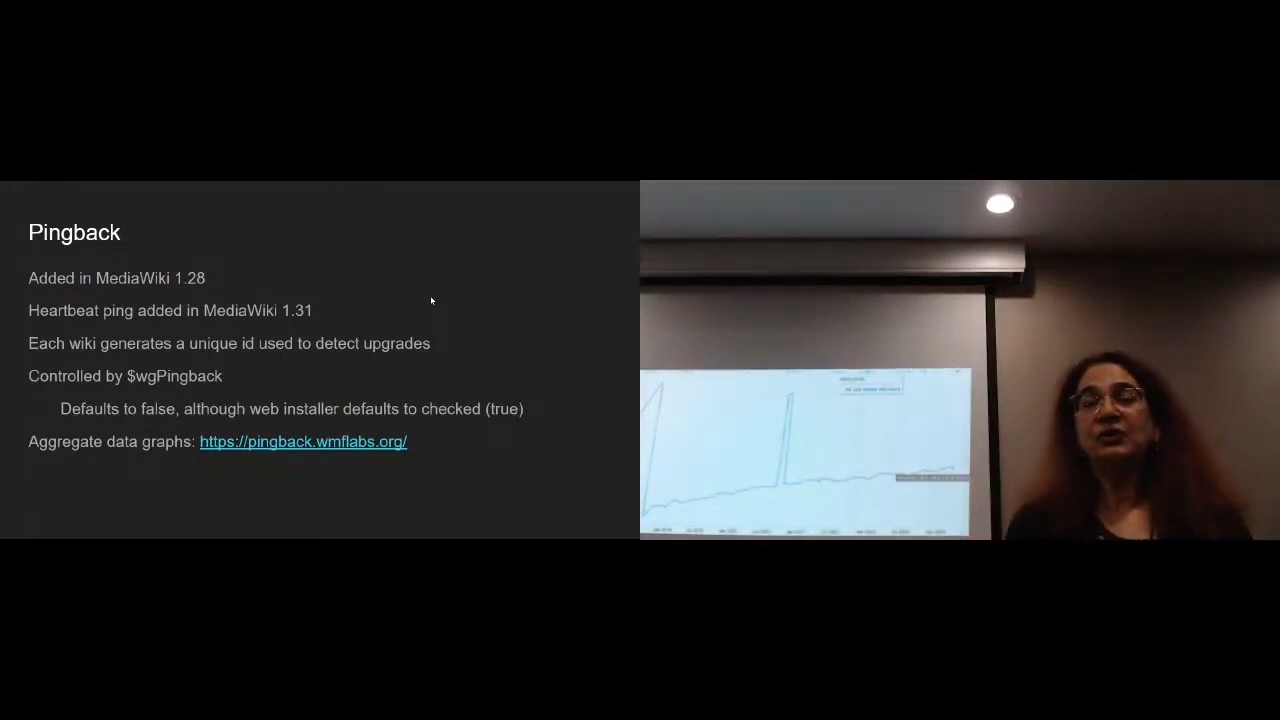 Pingback
Added in MediaWiki 1.28
Heartbeat ping added in MediaWiki 1.31
Each wiki generates a unique id used to detect upgrades
Controlled by $wgPingback
Defaults to false, although web installer defaults to checked (true)
Aggregate data graphs: https://pingback.wmflabs.org/